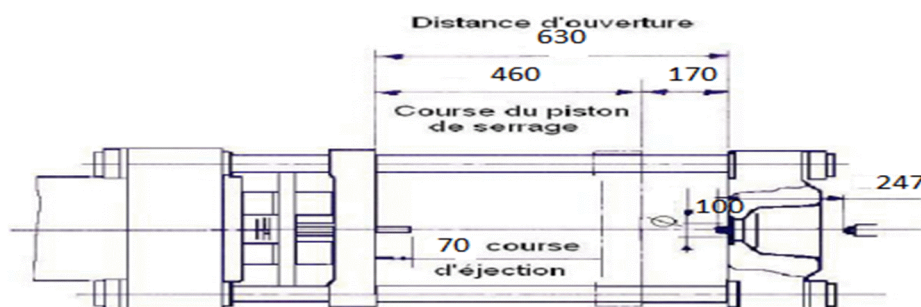 Distance d'ouverture
630
460 170
Course du piston
de serrage
247
Ø 100
70 course
d'éjection